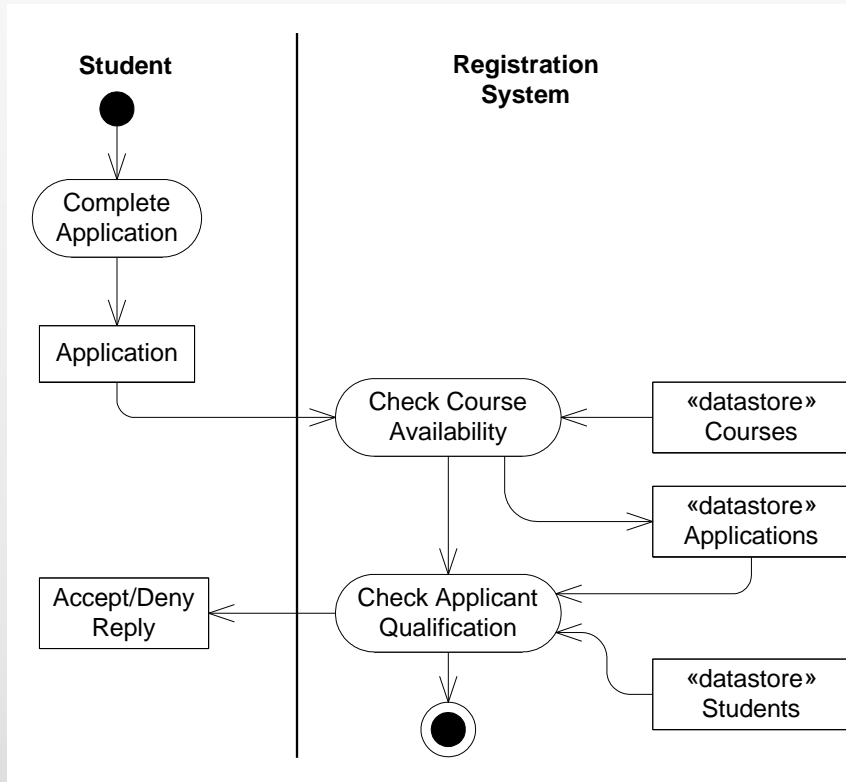 Student
Registration
System
Complete
Application
Application
Check Course
Availability
«datastore»
Courses
«datastore»
Applications
Accept/Deny
Reply
Check Applicant
Qualification
«datastore»
Students